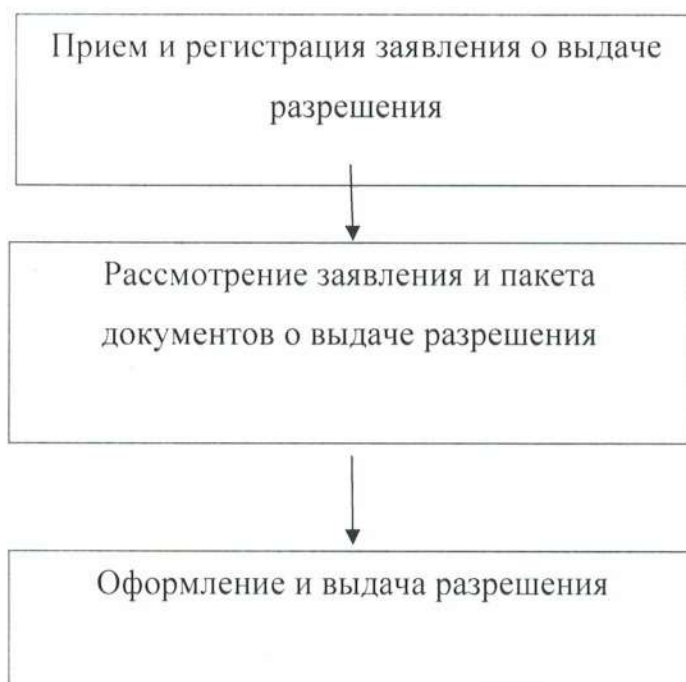 Прием и регистрация заявления о выдаче
разрешения
Рассмотрение заявления и пакета
документов о выдаче разрешения
Оформление и выдача разрешения